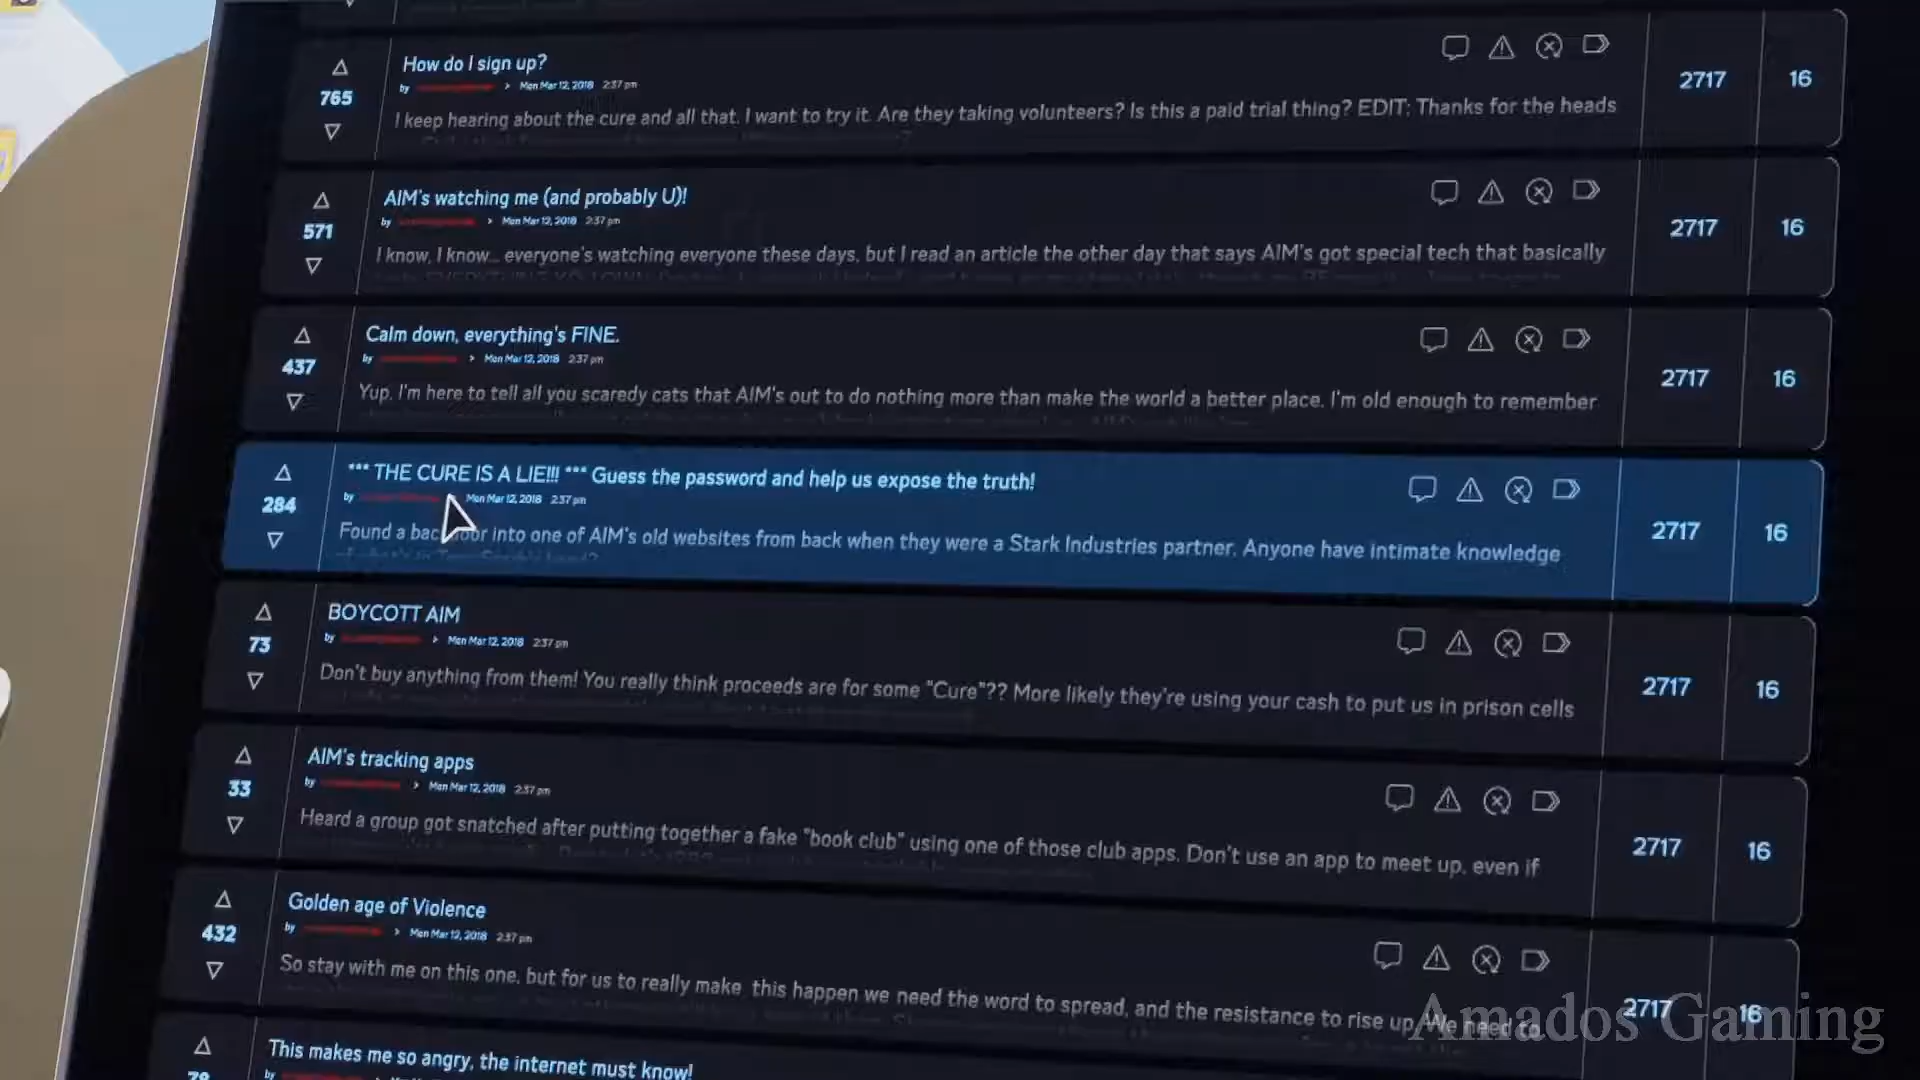 How do I sign up?
765
by > Mon Mar 12, 2018 2:37 pm
I keep hearing about the cure and all that. I want to try it. Are they taking volunteers? Is this a paid trial thing? EDIT: Thanks for the heads
2717 16
AIM's watching me (and probably U)!
571
by > Mon Mar 12, 2018 2:37 pm
I know, I know... everyone's watching everyone these days, but I read an article the other day that says AIM's got special tech that basically
2717 16
Calm down, everything's FINE.
437
by > Mon Mar 12, 2018 2:37 pm
Yup. I'm here to tell all you scaredy cats that AIM's out to do nothing more than make the world a better place. I'm old enough to remember
2717 16
*** THE CURE IS A LIE!!! *** Guess the password and help us expose the truth!
284
by Mon Mar 12, 2018 2:37 pm
Found a into one of AIM's old websites from back when they were a Stark Industries partner. Anyone have intimate knowledge
2717 16
BOYCOTT AIM
73
by > Mon Mar 12, 2018 2:37 pm
Don't buy anything from them! You really think proceeds are for some "Cure"?? More likely they're using your cash to put us in prison cells
2717 16
AIM's tracking apps
33
by > Mon Mar 12, 2018 2:37 pm
Heard a group got snatched after putting together a fake "book club" using one of those club apps. Don't use an app to meet up, even if
2717 16
Golden age of Violence
432
by > Mon Mar 12, 2018 2:37 pm
So stay with me on this one, but for us to really make this happen we need the word to spread, and the resistance to rise up. We need to
2717 16
Amados Gaming
This makes me so angry, the internet must know!
78
by